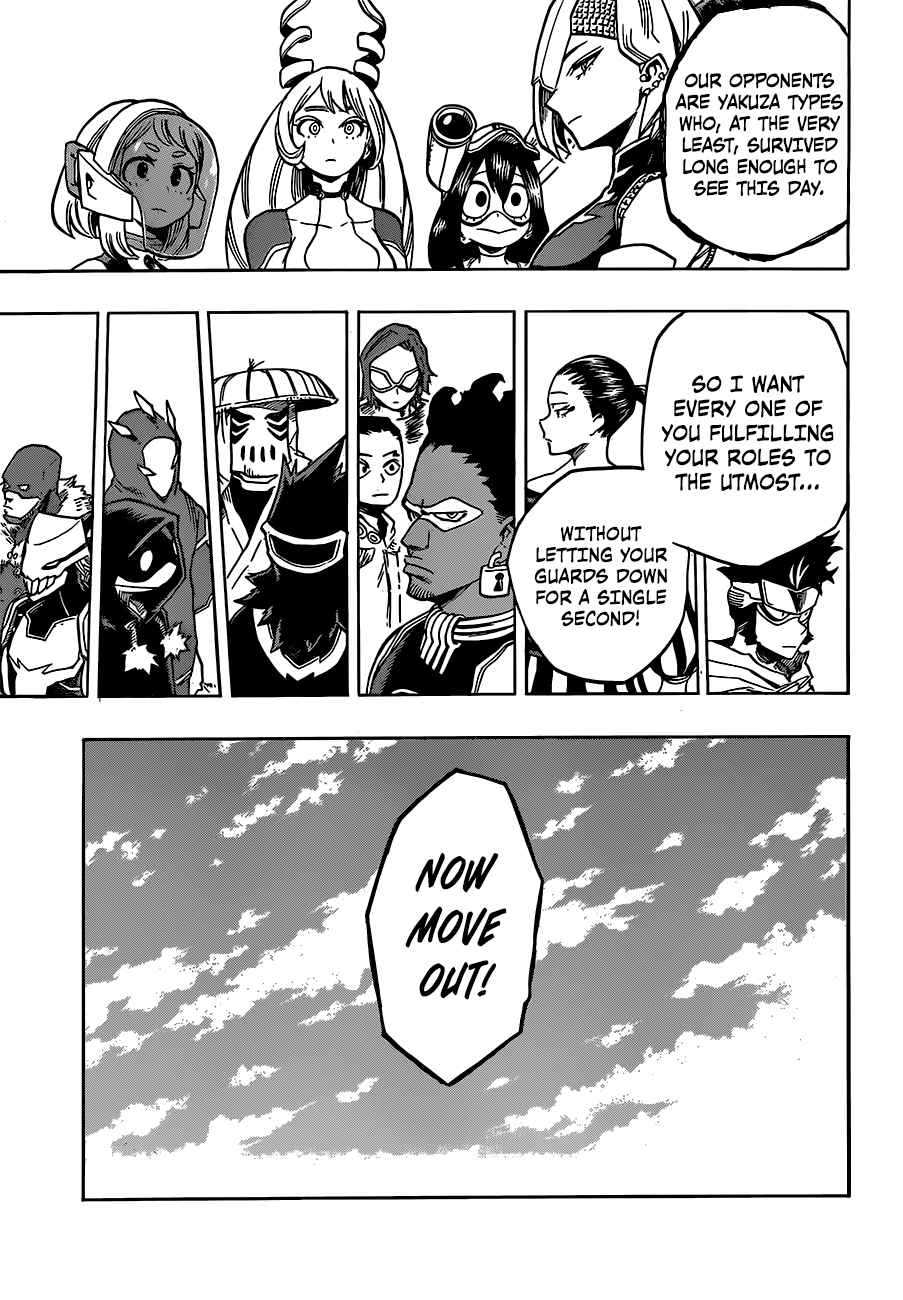 OUR OPPONENTS
ARE YAKUZA TYPES
WHO, AT THE VERY
LEAST, SURVIVED
LONG ENOUGH TO
SEE THIS DAY.
SO I WANT
EVERY ONE OF
YOU FULFILLING
YOUR ROLES TO
THE UTMOST...
WITHOUT
LETTING YOUR
GUARDS DOWN
FOR A SINGLE
SECOND!
NOW
MOVE
OUT!